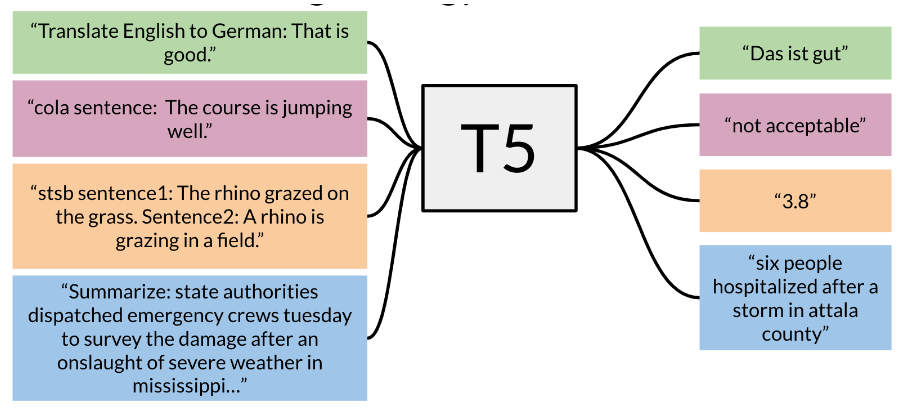 “Translate English to German: That is
good.”
“cola sentence:  The course is jumping
well.”
“stsb sentence1: The rhino grazed on
the grass. Sentence2: A rhino is
grazing in a field.”
“Summarize: state authorities
dispatched emergency crews tuesday
to survey the damage after an
onslaught of severe weather in
mississippi...”
T5
“Das ist gut”
“not acceptable”
“3.8”
“six people
hospitalized after a
storm in attala
county”